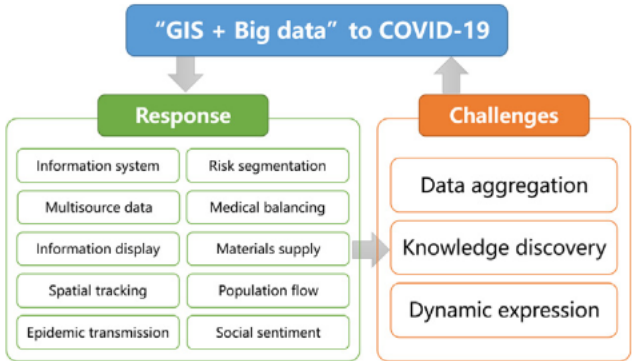 “GIS + Big data” to COVID-19
Response
Information system
Risk segmentation
Multisource data
Medical balancing
Information display
Materials supply
Spatial tracking
Population flow
Epidemic transmission
Social sentiment
Challenges
Data aggregation
Knowledge discovery
Dynamic expression